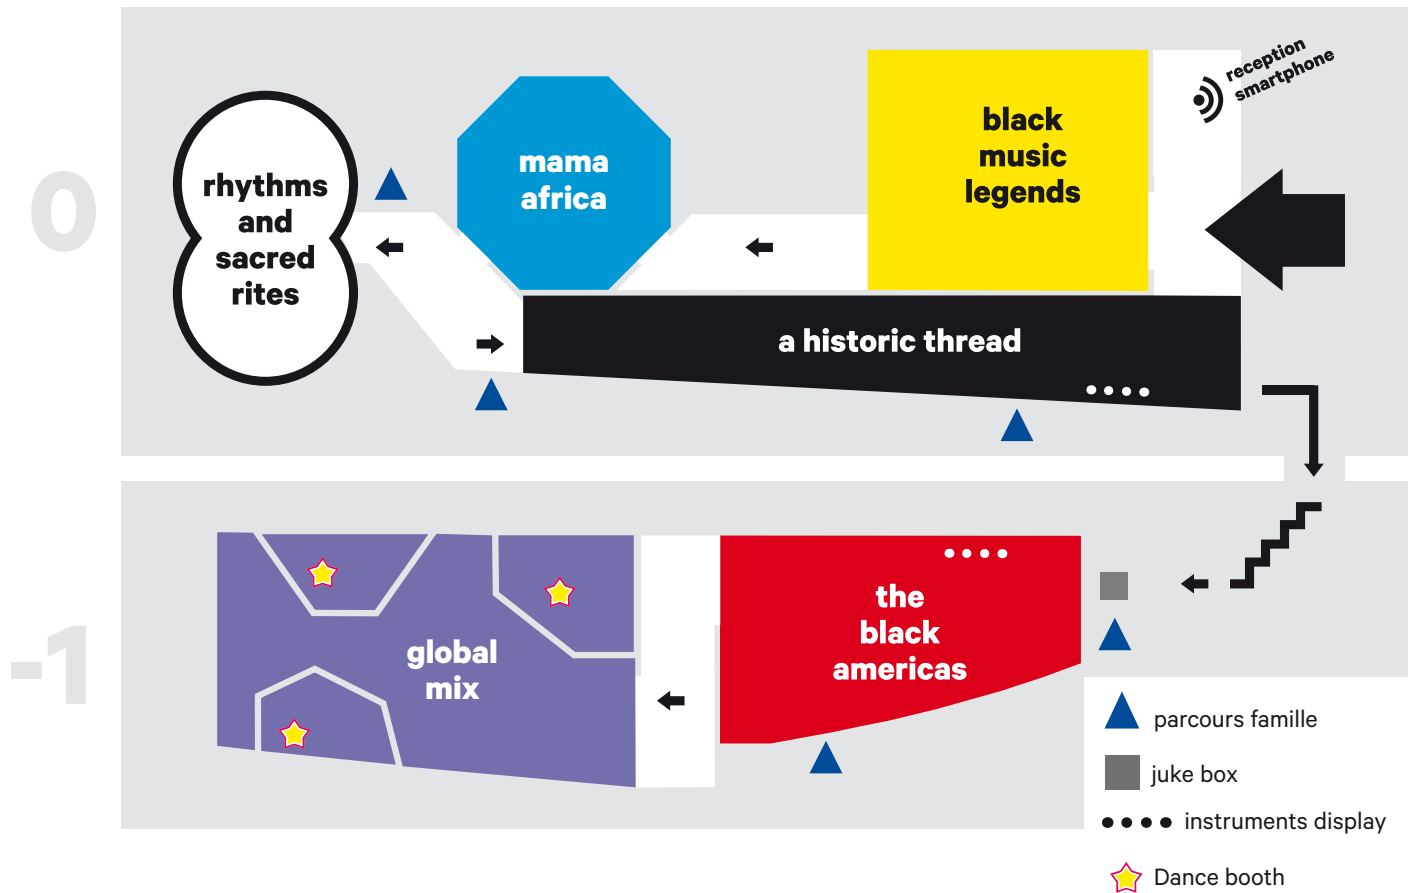 0
rhythms
and
sacred
rites
mama
africa
black
music
legends
reception
smartphone
a historic thread
-1
global
mix
the
black
americas
parcours famille
juke box
instruments display
Dance booth